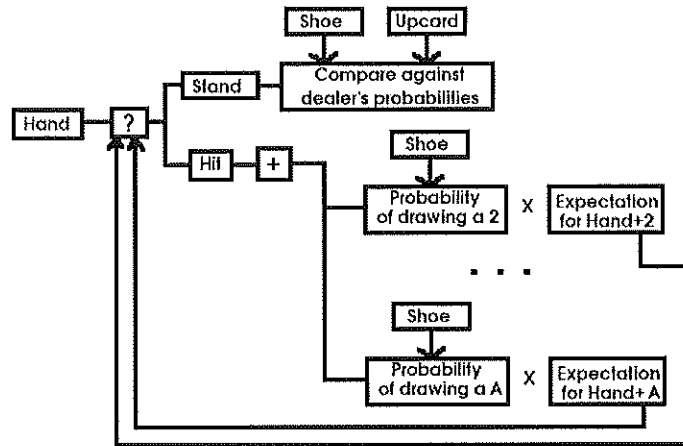 Shoe
Upcard
Stand
Compare against
dealer's probabilities
Hand
?
Hit
+
Shoe
Probability
of drawing a 2
X
Expectation
for Hand+2
. . .
Shoe
Probability
of drawing a A
X
Expectation
for Hand+A